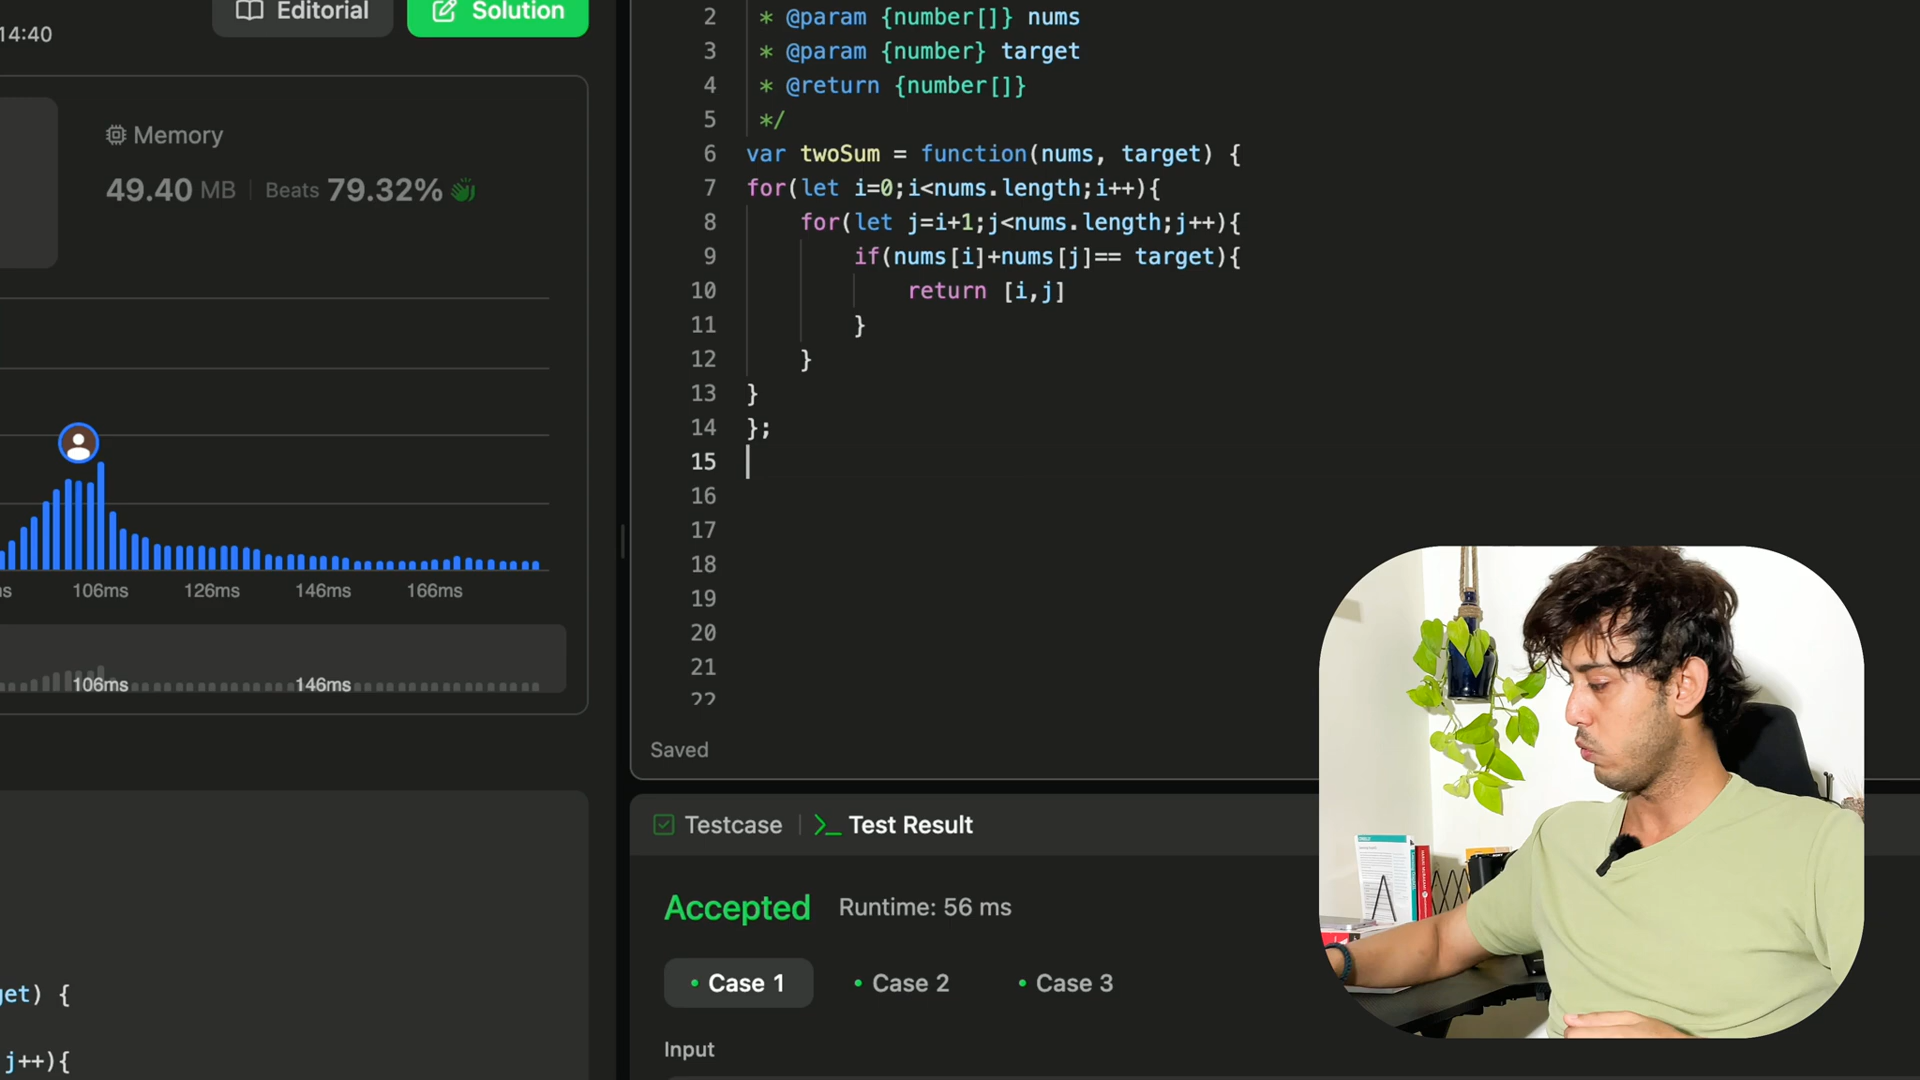 Editorial
Solution
14:40
Memory
49.40 MB | Beats 79.32%
106ms
126ms
146ms
166ms
106ms
146ms
get) {
j++){
2 * @param {number[]} nums
3 * @param {number} target
4 * @return {number[]}
5 */
6 var twoSum = function(nums, target) {
7 for(let i=0;i<nums.length;i++){
8 for(let j=i+1;j<nums.length;j++){
9 if(nums[i]+nums[j]== target){
10 return [i,j]
11 }
12 }
13 }
14 };
15
16
17
18
19
20
21
22
Saved
Testcase | >_ Test Result
Accepted Runtime: 56 ms
• Case 1 • Case 2 • Case 3
Input